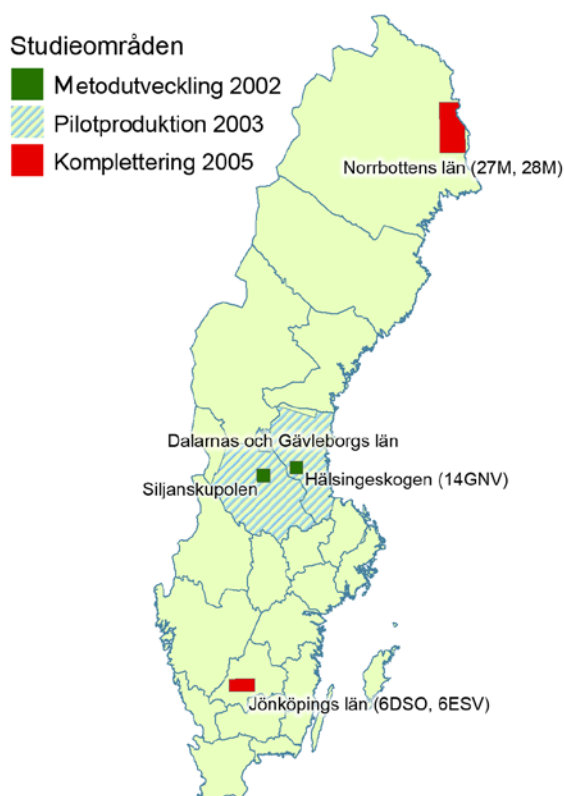 Studieområden
Metodutveckling 2002
Pilotproduktion 2003
Komplettering 2005
Norrbottens län (27M, 28M)
Dalarnas och Gävleborgs län
Siljanskupolen
Hälsingeskogen (14GNV)
Jönköpings län (6DSO, 6ESV)